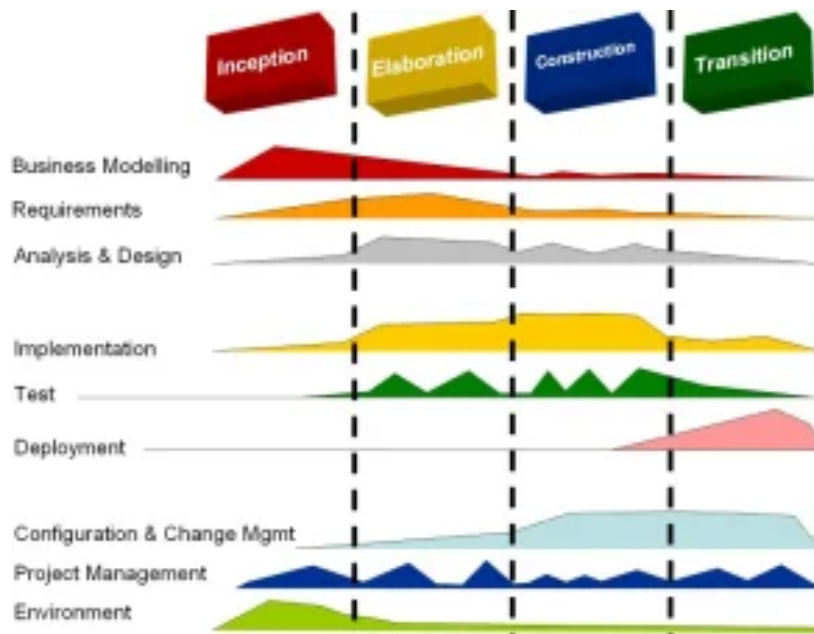 Inception
Elaboration
Construction
Transition
Business Modelling
Requirements
Analysis & Design
Implementation
Test
Deployment
Configuration & Change Mgmt
Project Management
Environment